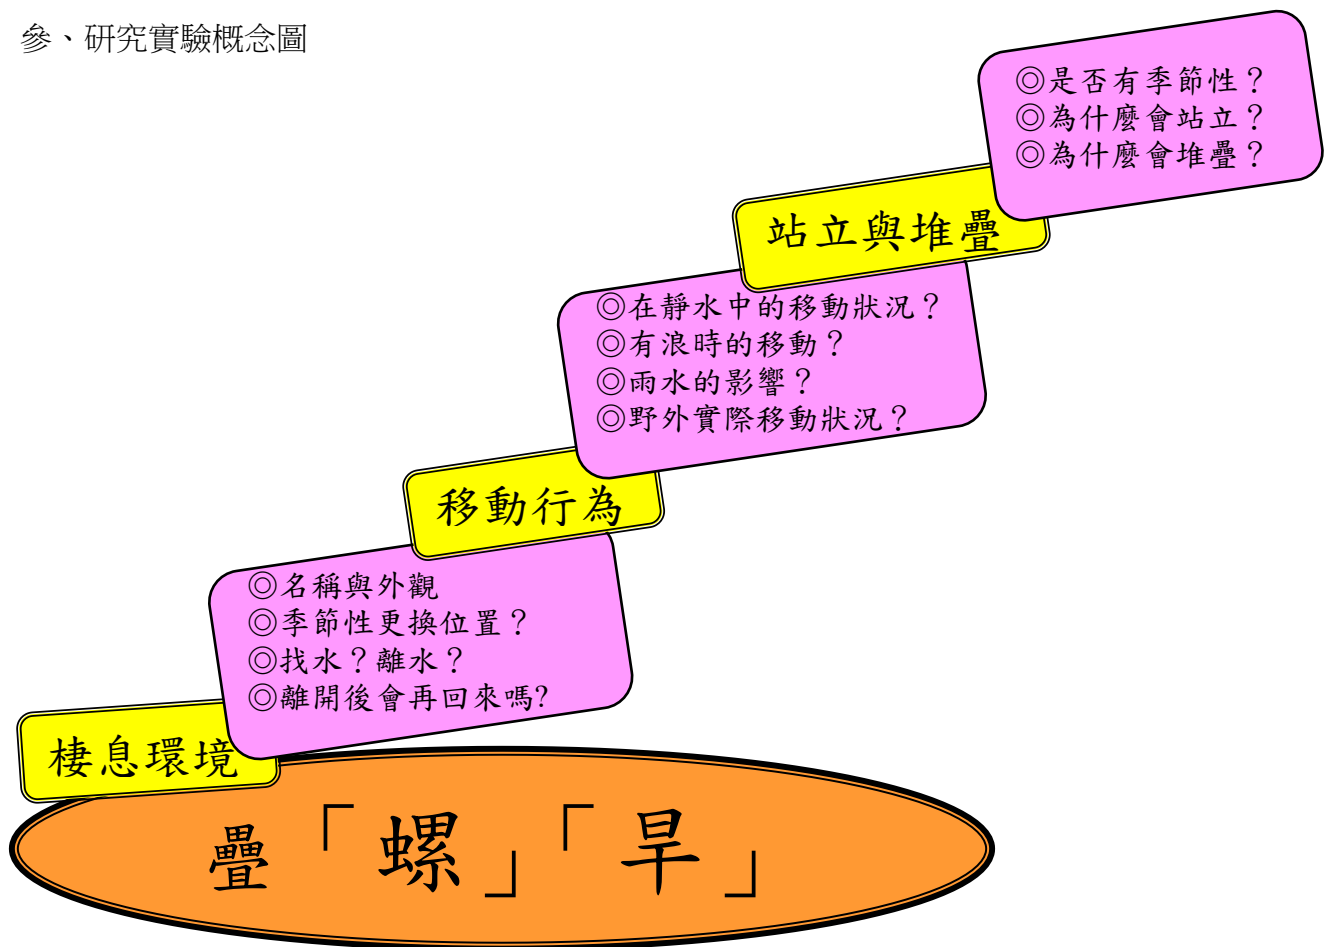 參、研究實驗概念圖
◎是否有季節性？
◎為什麼會站立？
◎為什麼會堆疊？
站立與堆疊
◎在靜水中的移動狀況？
◎有浪時的移動？
◎雨水的影響？
◎野外實際移動狀況？
移動行為
◎名稱與外觀
◎季節性更換位置？
◎找水？離水？
◎離開後會再回來嗎?
棲息環境
疊「螺」「旱」